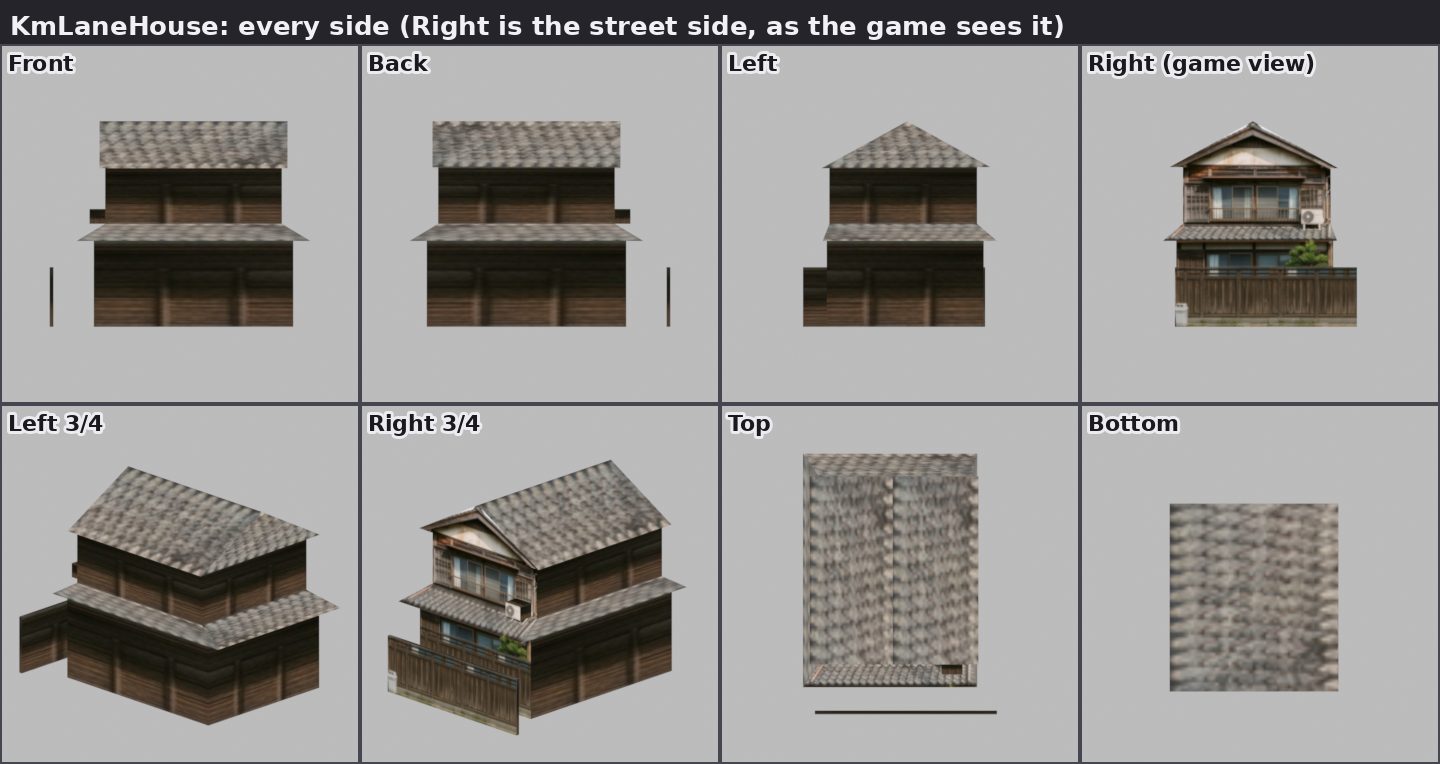 KmLaneHouse: every side (Right is the street side, as the game sees it)
Front
Back
Left
Right (game view)
Left 3/4
Right 3/4
Top
Bottom